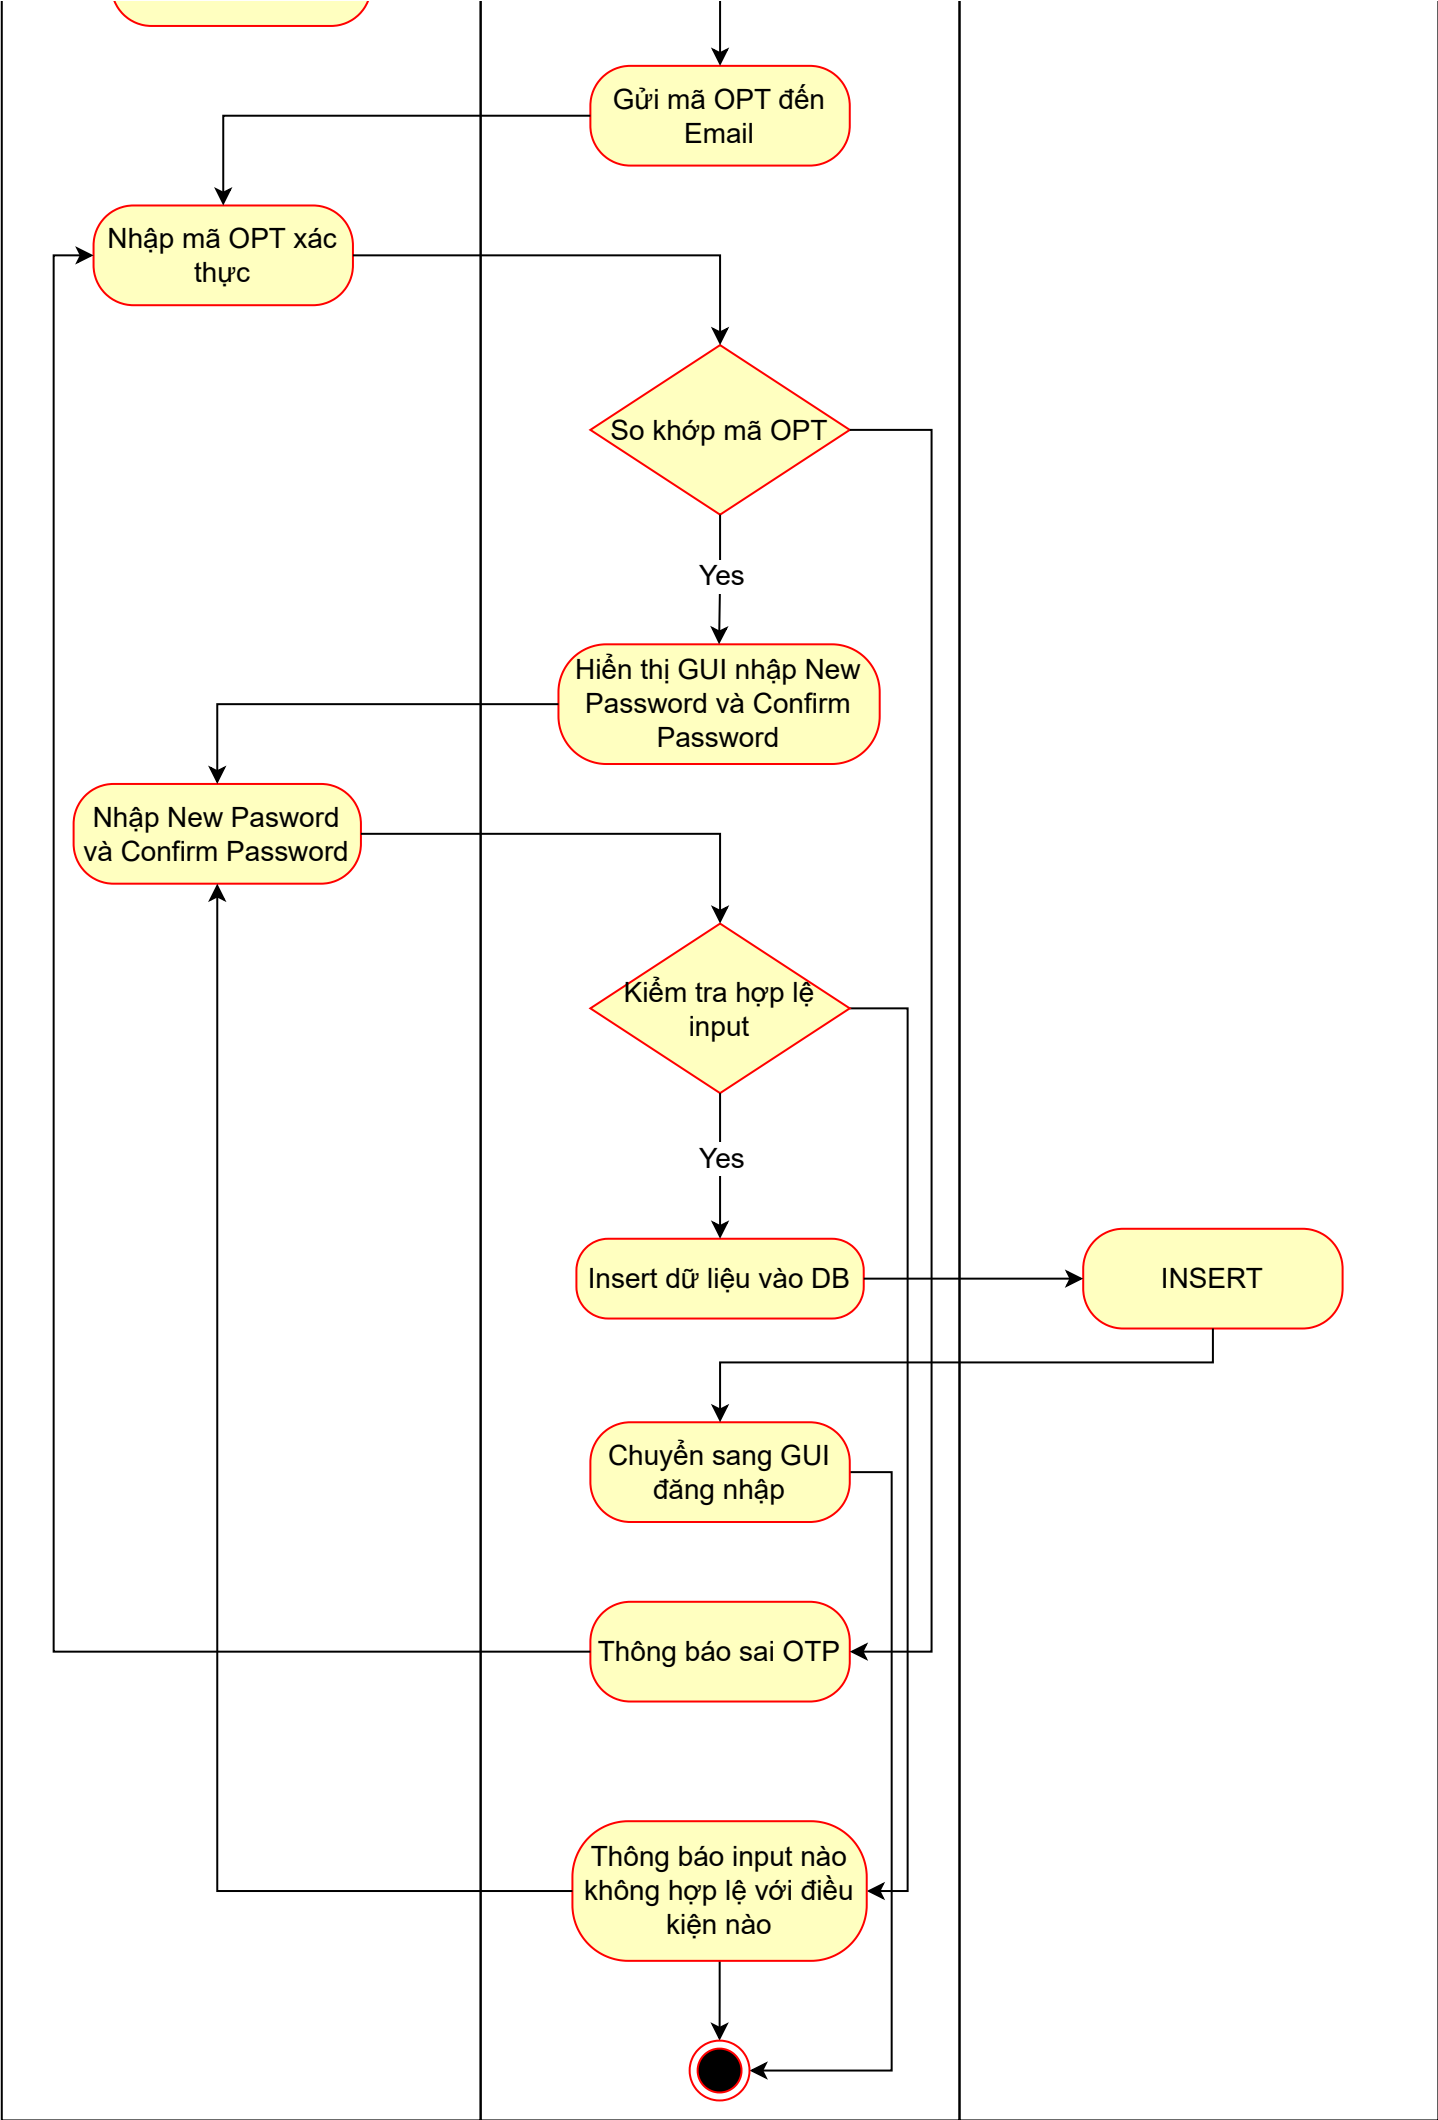 Gửi mã OPT đến
Email
Nhập mã OPT xác
thực
So khớp mã OPT
Yes
Hiển thị GUI nhập New
Password và Confirm
Password
Nhập New Pasword
và Confirm Password
Kiểm tra hợp lệ
input
Yes
Insert dữ liệu vào DB
INSERT
Chuyển sang GUI
đăng nhập
Thông báo sai OTP
Thông báo input nào
không hợp lệ với điều
kiện nào